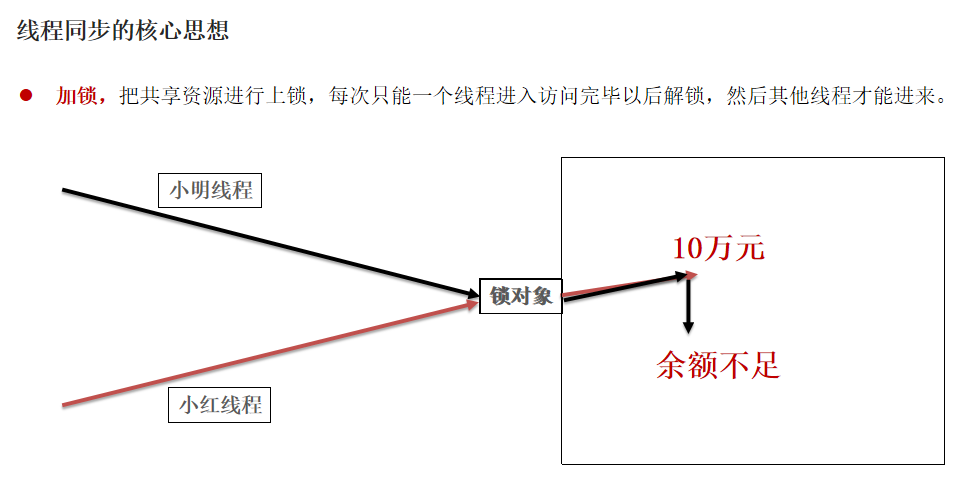 线程同步的核心思想
加锁，把共享资源进行上锁，每次只能一个线程进入访问完毕以后解锁，然后其他线程才能进来。
小明线程
10万元
锁对象
余额不足
小红线程